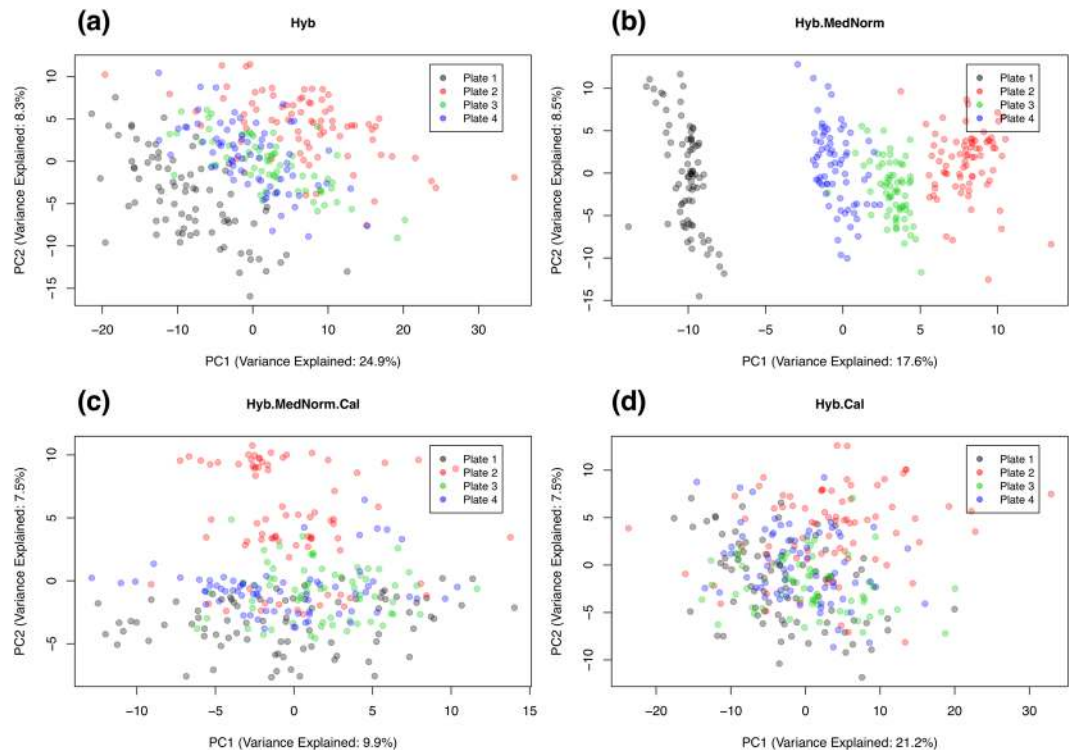 (a)
Hyb
PC2 (Variance Explained: 8.3%)
10
5
0
−5
−10
−15
Plate 1
Plate 2
Plate 3
Plate 4
−20
−10
0
10
20
30
PC1 (Variance Explained: 24.9%)
(b)
Hyb.MedNorm
PC2 (Variance Explained: 8.5%)
10
5
0
−5
−10
−15
Plate 1
Plate 2
Plate 3
Plate 4
−10
−5
0
5
10
PC1 (Variance Explained: 17.6%)
(c)
Hyb.MedNorm.Cal
PC2 (Variance Explained: 7.5%)
10
5
0
−5
Plate 1
Plate 2
Plate 3
Plate 4
−10
−5
0
5
10
15
PC1 (Variance Explained: 9.9%)
(d)
Hyb.Cal
PC2 (Variance Explained: 7.5%)
10
5
0
−5
−10
Plate 1
Plate 2
Plate 3
Plate 4
−20
−10
0
10
20
30
PC1 (Variance Explained: 21.2%)